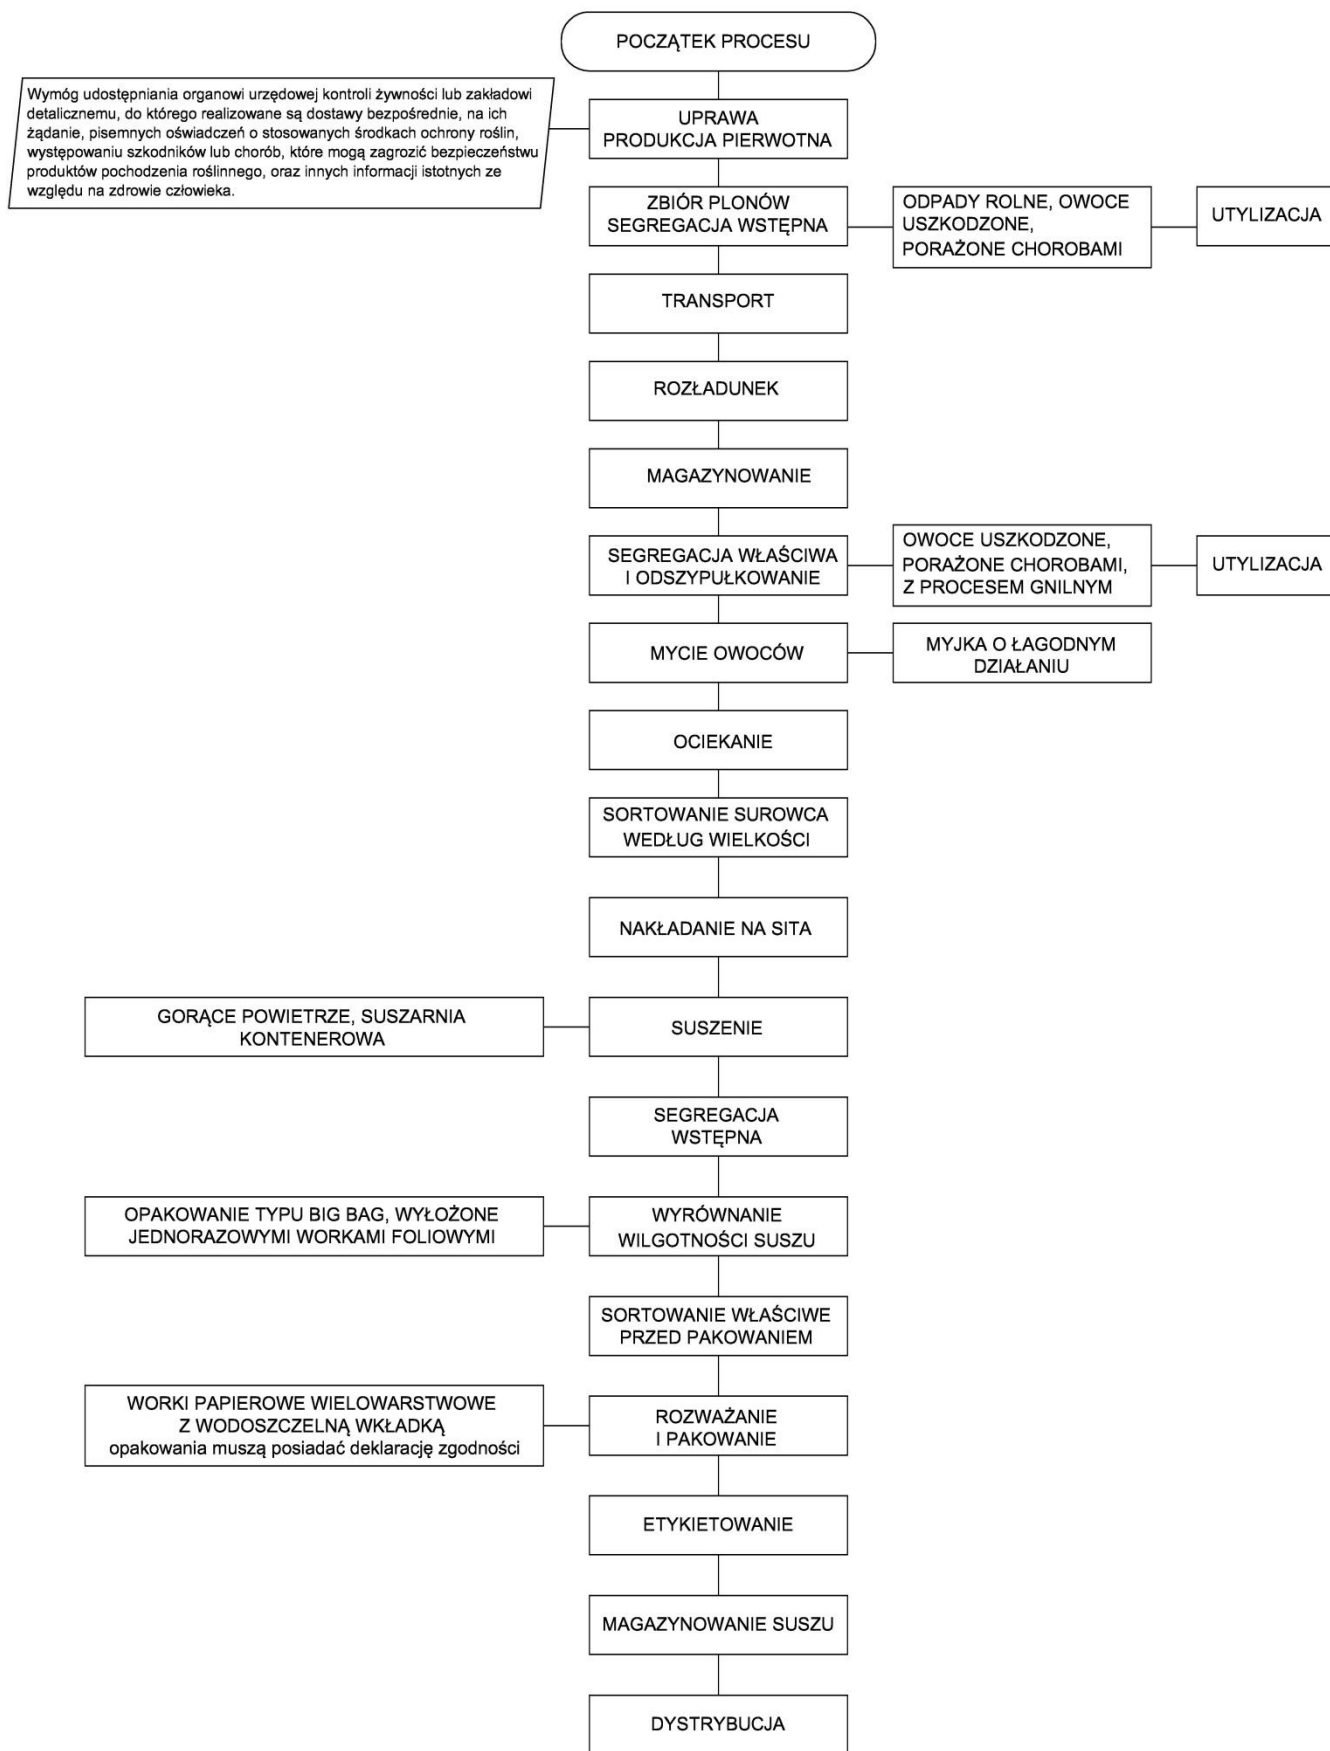 POCZĄTEK PROCESU
Wymóg udostępniania organowi urzędowej kontroli żywności lub zakładowi
detalicznemu, do którego realizowane są dostawy bezpośrednie, na ich
żądanie, pisemnych oświadczeń o stosowanych środkach ochrony roślin,
występowaniu szkodników lub chorób, które mogą zagrozić bezpieczeństwu
produktów pochodzenia roślinnego, oraz innych informacji istotnych ze
względu na zdrowie człowieka.
UPRAWA
PRODUKCJA PIERWOTNA
ZBIÓR PLONÓW
SEGREGACJA WSTĘPNA
ODPADY ROLNE, OWOCE
USZKODZONE,
PORAŻONE CHOROBAMI
UTYLIZACJA
TRANSPORT
ROZŁADUNEK
MAGAZYNOWANIE
SEGREGACJA WŁAŚCIWA
I ODSZYPUŁKOWANIE
OWOCE USZKODZONE,
PORAŻONE CHOROBAMI,
Z PROCESEM GNILNYM
UTYLIZACJA
MYCIE OWOCÓW
MYJKA O ŁAGODNYM
DZIAŁANIU
OCIEKANIE
SORTOWANIE SUROWCA
WEDŁUG WIELKOŚCI
NAKŁADANIE NA SITA
GORĄCE POWIETRZE, SUSZARNIA
KONTENEROWA
SUSZENIE
SEGREGACJA
WSTĘPNA
OPAKOWANIE TYPU BIG BAG, WYŁOŻONE
JEDNORAZOWYMI WORKAMI FOLIOWYMI
WYRÓWNANIE
WILGOTNOŚCI SUSZU
SORTOWANIE WŁAŚCIWE
PRZED PAKOWANIEM
WORKI PAPIEROWE WIELOWARSTWOWE
Z WODOSZCZELNĄ WKŁADKĄ
opakowania muszą posiadać deklarację zgodności
ROZWAŻANIE
I PAKOWANIE
ETYKIETOWANIE
MAGAZYNOWANIE SUSZU
DYSTRYBUCJA